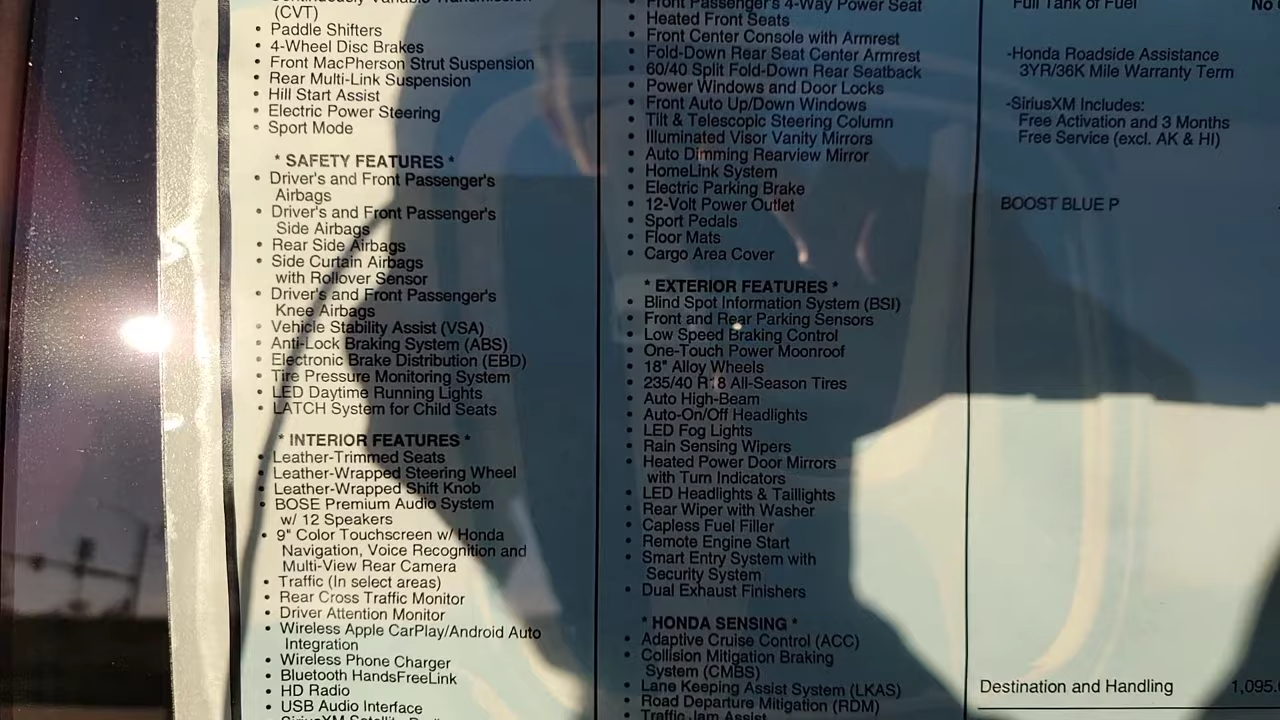 Continuously Variable Transmission
(CVT)
• Paddle Shifters
• 4-Wheel Disc Brakes
• Front MacPherson Strut Suspension
• Rear Multi-Link Suspension
• Hill Start Assist
• Electric Power Steering
• Sport Mode
* SAFETY FEATURES *
• Driver's and Front Passenger's
Airbags
• Driver's and Front Passenger's
Side Airbags
• Rear Side Airbags
• Side Curtain Airbags
with Rollover Sensor
• Driver's and Front Passenger's
Knee Airbags
• Vehicle Stability Assist (VSA)
• Anti-Lock Braking System (ABS)
• Electronic Brake Distribution (EBD)
• Tire Pressure Monitoring System
• LED Daytime Running Lights
• LATCH System for Child Seats
* INTERIOR FEATURES *
• Leather-Trimmed Seats
• Leather-Wrapped Steering Wheel
• Leather-Wrapped Shift Knob
• BOSE Premium Audio System
w/ 12 Speakers
• 9" Color Touchscreen w/ Honda
Navigation, Voice Recognition and
Multi-View Rear Camera
• Traffic (In select areas)
• Rear Cross Traffic Monitor
• Driver Attention Monitor
• Wireless Apple CarPlay/Android Auto
Integration
• Wireless Phone Charger
• Bluetooth HandsFreeLink
• HD Radio
• USB Audio Interface
• Front Passenger's 4-Way Power Seat
• Heated Front Seats
• Front Center Console with Armrest
• Fold-Down Rear Seat Center Armrest
• 60/40 Split Fold-Down Rear Seatback
• Power Windows and Door Locks
• Front Auto Up/Down Windows
• Tilt & Telescopic Steering Column
• Illuminated Visor Vanity Mirrors
• Auto Dimming Rearview Mirror
• HomeLink System
• Electric Parking Brake
• 12-Volt Power Outlet
• Sport Pedals
• Floor Mats
• Cargo Area Cover
* EXTERIOR FEATURES *
• Blind Spot Information System (BSI)
• Front and Rear Parking Sensors
• Low Speed Braking Control
• One-Touch Power Moonroof
• 18" Alloy Wheels
• 235/40 R18 All-Season Tires
• Auto High-Beam
• Auto-On/Off Headlights
• LED Fog Lights
• Rain Sensing Wipers
• Heated Power Door Mirrors
with Turn Indicators
• LED Headlights & Taillights
• Rear Wiper with Washer
• Capless Fuel Filler
• Remote Engine Start
• Smart Entry System with
Security System
• Dual Exhaust Finishers
* HONDA SENSING *
• Adaptive Cruise Control (ACC)
• Collision Mitigation Braking
System (CMBS)
• Lane Keeping Assist System (LKAS)
• Road Departure Mitigation (RDM)
• Traffic Jam Assist
Full Tank of Fuel No
-Honda Roadside Assistance
3YR/36K Mile Warranty Term
-SiriusXM Includes:
Free Activation and 3 Months
Free Service (excl. AK & HI)
BOOST BLUE P
Destination and Handling 1,095.